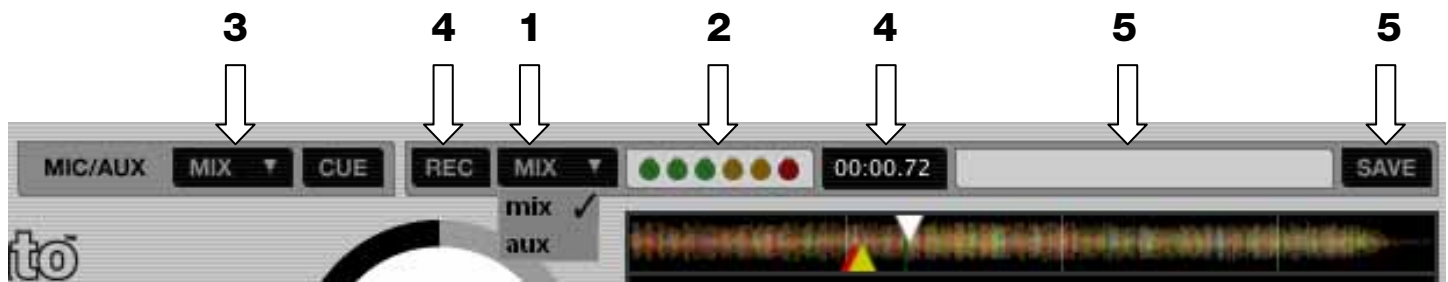 3 4 1 2 4 5 5
MIC/AUX MIX CUE REC MIX 00:00.72 SAVE
mix
aux
to